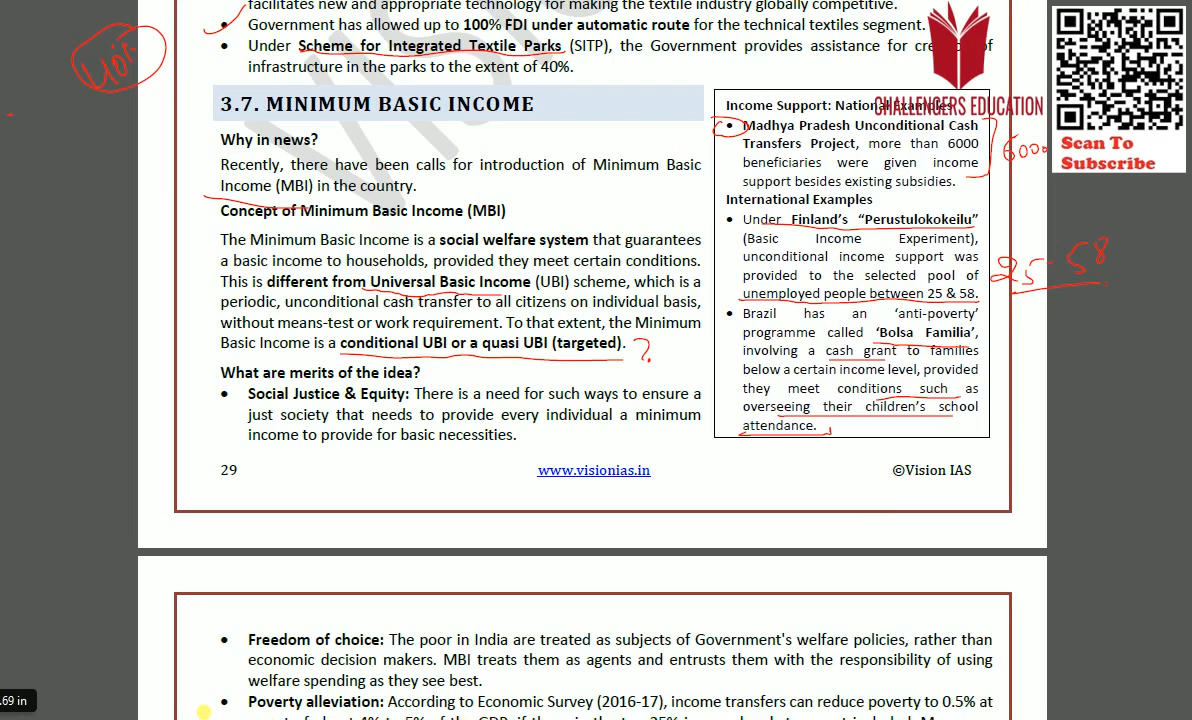 facilitates new and appropriate technology for making the textile industry globally competitive.
• Government has allowed up to 100% FDI under automatic route for the technical textiles segment.
• Under Scheme for Integrated Textile Parks (SITP), the Government provides assistance for of
infrastructure in the parks to the extent of 40%.
3.7. MINIMUM BASIC INCOME
Why in news?
Recently, there have been calls for introduction of Minimum Basic
Income (MBI) in the country.
Concept of Minimum Basic Income (MBI)
The Minimum Basic Income is a social welfare system that guarantees
a basic income to households, provided they meet certain conditions.
This is different from Universal Basic Income (UBI) scheme, which is a
periodic, unconditional cash transfer to all citizens on individual basis,
without means-test or work requirement. To that extent, the Minimum
Basic Income is a conditional UBI or a quasi UBI (targeted). ?
What are merits of the idea?
• Social Justice & Equity: There is a need for such ways to ensure a
just society that needs to provide every individual a minimum
income to provide for basic necessities.
Income Support: National Examples
• Madhya Pradesh Unconditional Cash
Transfers Project, more than 6000
beneficiaries were given income
support besides existing subsidies.
International Examples
• Under Finland's "Perustulokokeilu"
(Basic Income Experiment),
unconditional income support was
provided to the selected pool of
unemployed people between 25 & 58.
• Brazil has an 'anti-poverty'
programme called 'Bolsa Familia',
involving a cash grant to families
below a certain income level, provided
they meet conditions such as
overseeing their children's school
attendance.
6000
25-58
CHALLENGERS EDUCATION
Scan To
Subscribe
29 www.visionias.in ©Vision IAS
• Freedom of choice: The poor in India are treated as subjects of Government's welfare policies, rather than
economic decision makers. MBI treats them as agents and entrusts them with the responsibility of using
welfare spending as they see best.
• Poverty alleviation: According to Economic Survey (2016-17), income transfers can reduce poverty to 0.5% at
.69 in